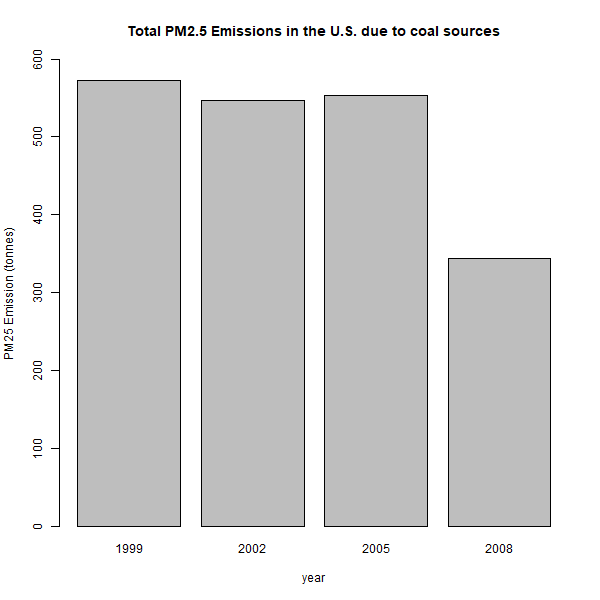 Total PM2.5 Emissions in the U.S. due to coal sources
PM25 Emission (tonnes)
600
500
400
300
200
100
0
1999 2002 2005 2008
year